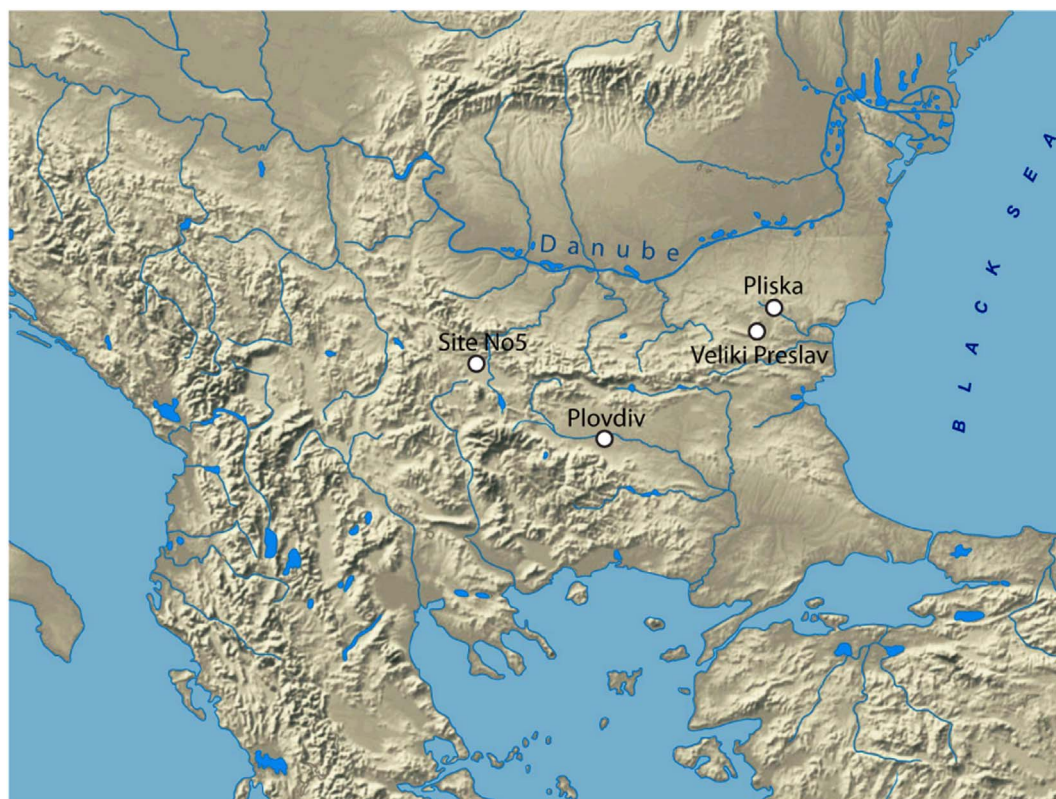 Danube
Pliska
Site No5
Veliki Preslav
Plovdiv
BLACK SEA